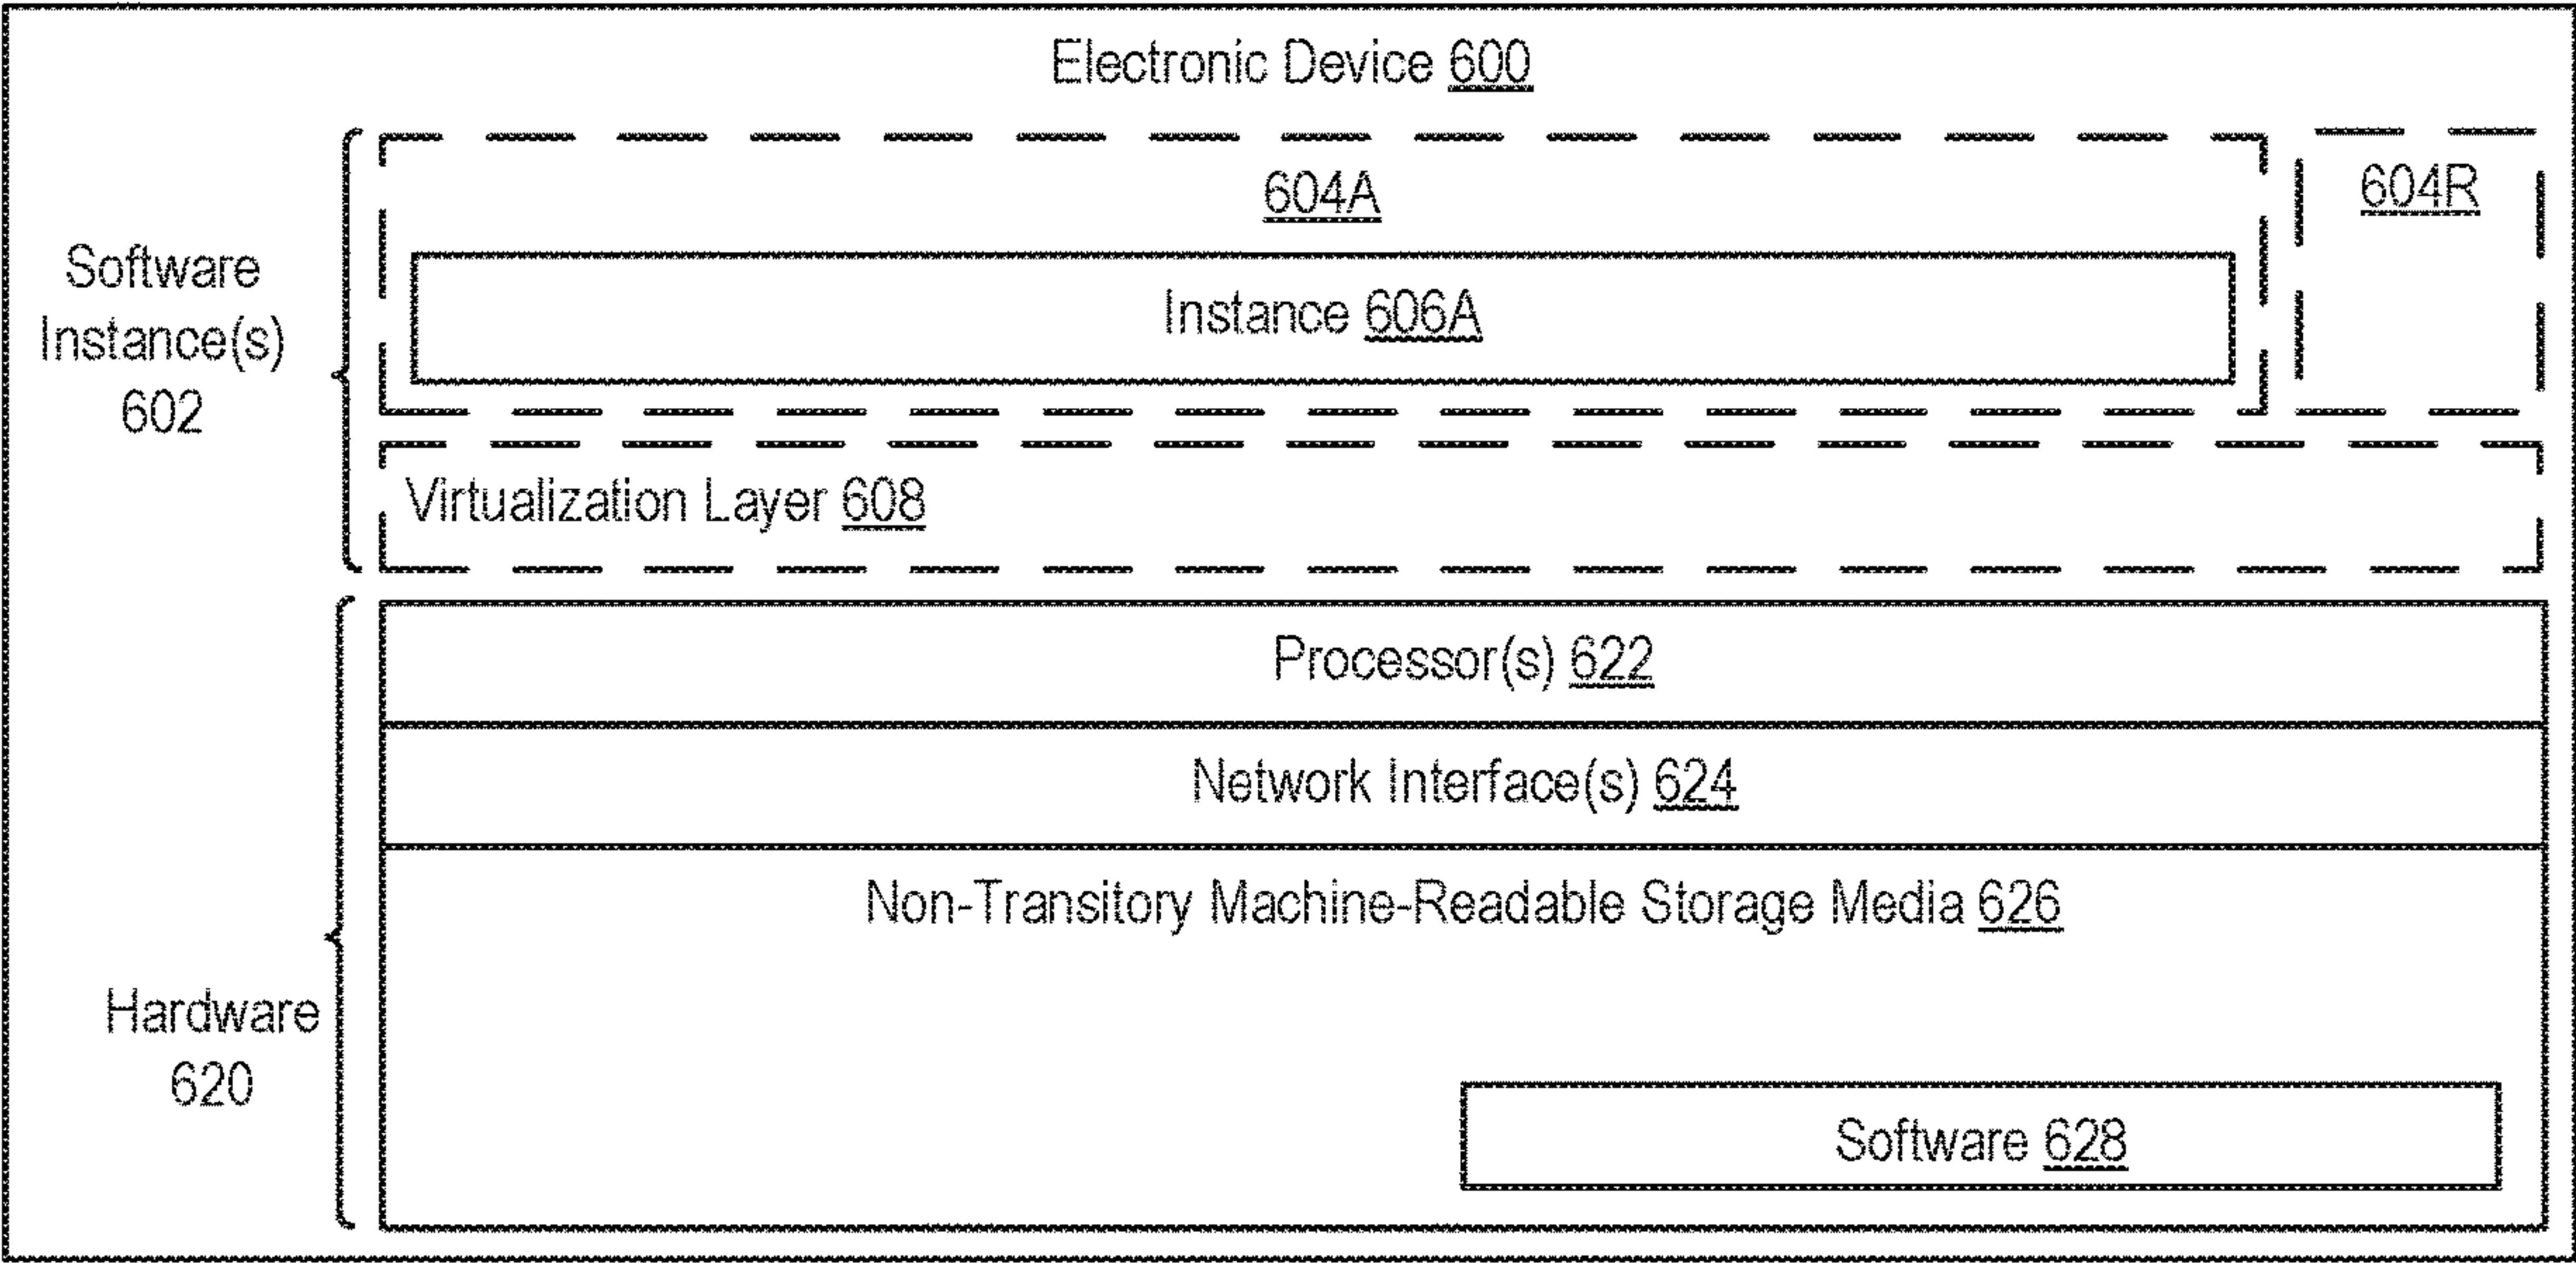 Electronic Device 600
604A
604R
Software
Instance(s)
602
Instance 606A
Virtualization Layer 608
Processor(s) 622
Network Interface(s) 624
Non-Transitory Machine-Readable Storage Media 626
Hardware
620
Software 628